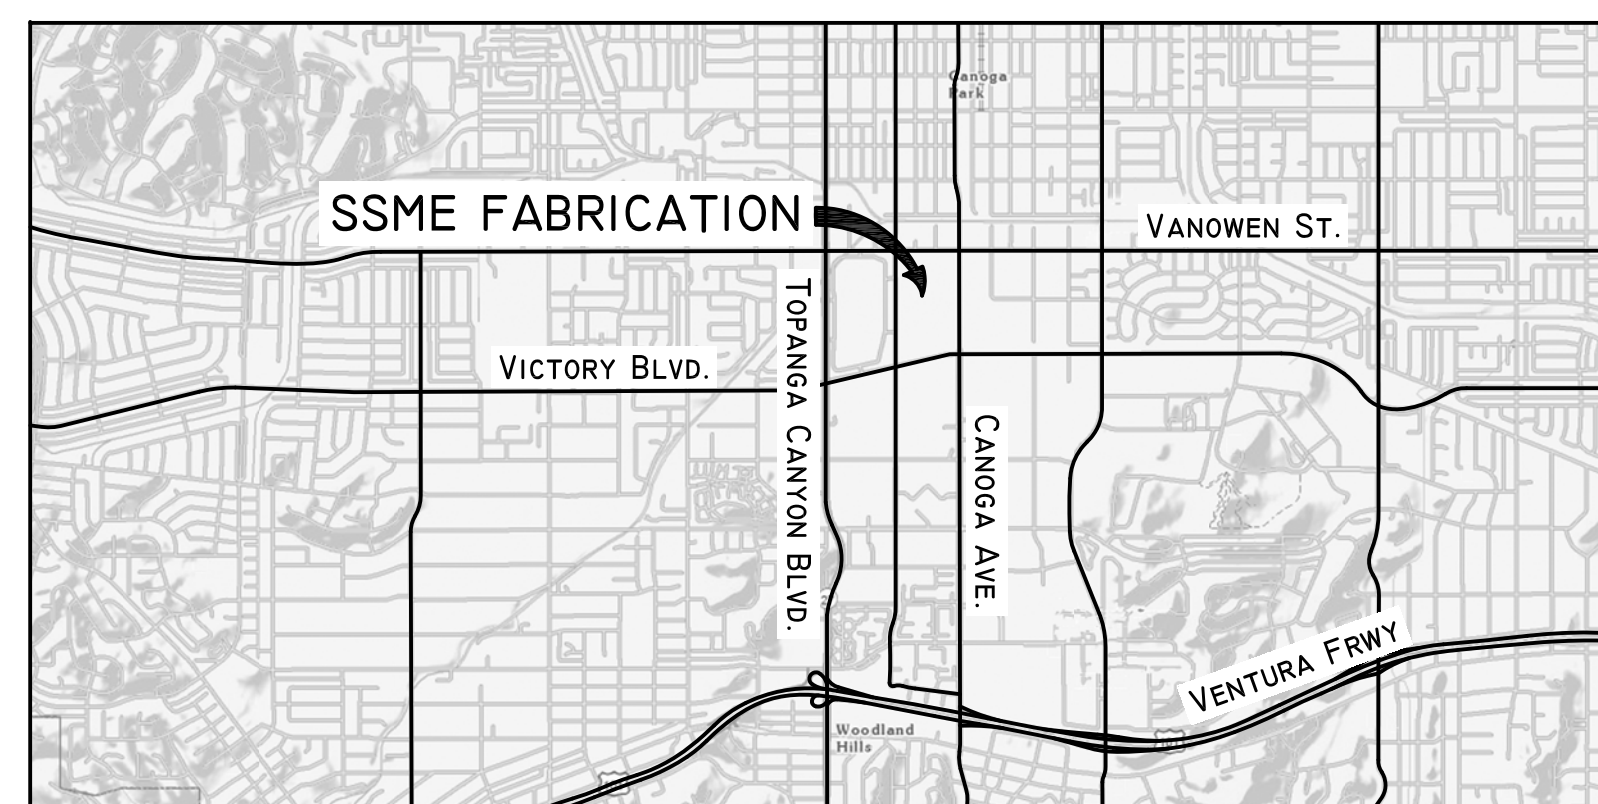 Canoga
Park
SSME FABRICATION
VANOWEN ST.
TOPANGA CANYON BLVD.
VICTORY BLVD.
CANOGA AVE.
VENTURA FRWY
Woodland
Hills